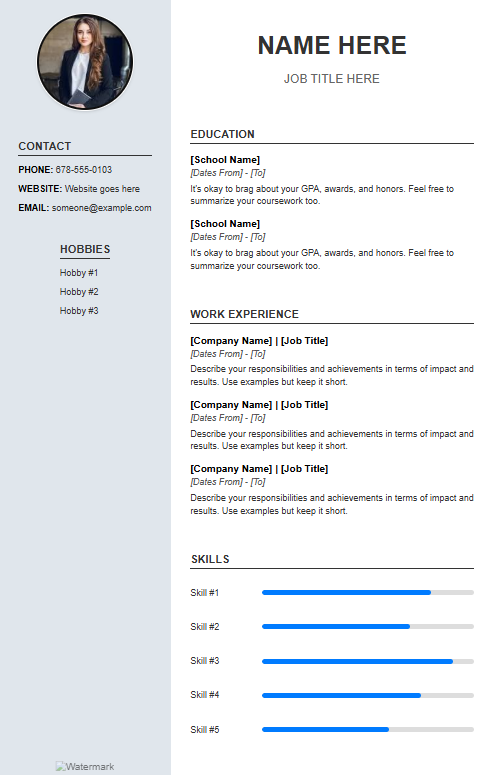 NAME HERE
JOB TITLE HERE
CONTACT
PHONE: 678-555-0103
WEBSITE: Website goes here
EMAIL: someone@example.com
HOBBIES
Hobby #1
Hobby #2
Hobby #3
EDUCATION
[School Name]
[Dates From] - [To]
It's okay to brag about your GPA, awards, and honors. Feel free to
summarize your coursework too.
[School Name]
[Dates From] - [To]
It's okay to brag about your GPA, awards, and honors. Feel free to
summarize your coursework too.
WORK EXPERIENCE
[Company Name] | [Job Title]
[Dates From] - [To]
Describe your responsibilities and achievements in terms of impact and
results. Use examples but keep it short.
[Company Name] | [Job Title]
[Dates From] - [To]
Describe your responsibilities and achievements in terms of impact and
results. Use examples but keep it short.
[Company Name] | [Job Title]
[Dates From] - [To]
Describe your responsibilities and achievements in terms of impact and
results. Use examples but keep it short.
SKILLS
Skill #1
Skill #2
Skill #3
Skill #4
Skill #5
Watermark